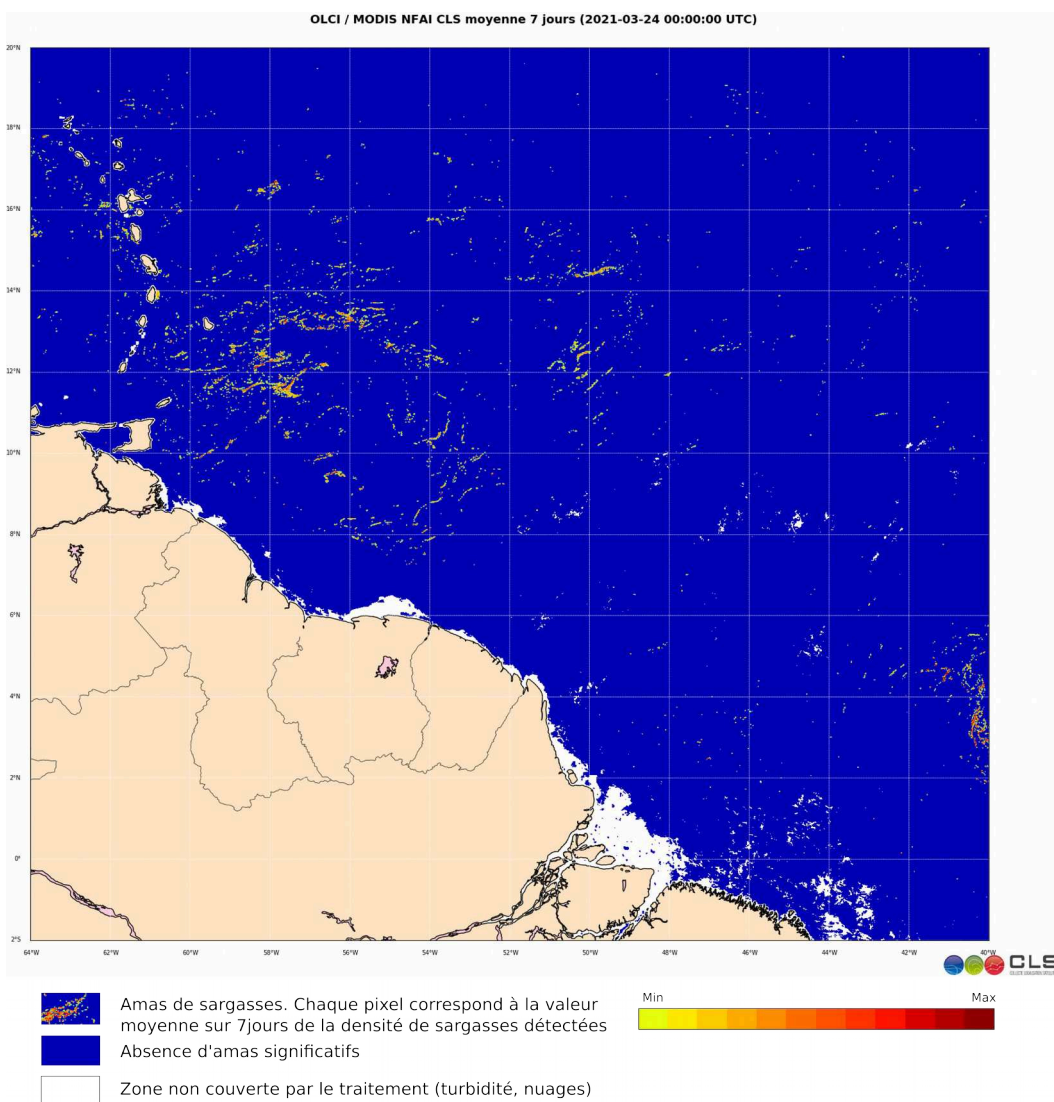 OLCI / MODIS NFAI CLS moyenne 7 jours (2021-03-24 00:00:00 UTC)
20°N
18°N
16°N
14°N
12°N
10°N
8°N
6°N
4°N
2°N
0°
2°S
64°W 62°W 60°W 58°W 56°W 54°W 52°W 50°W 48°W 46°W 44°W 42°W 40°W
CLS
Amas de sargasses. Chaque pixel correspond à la valeur
moyenne sur 7jours de la densité de sargasses détectées
Min Max
Absence d'amas significatifs
Zone non couverte par le traitement (turbidité, nuages)